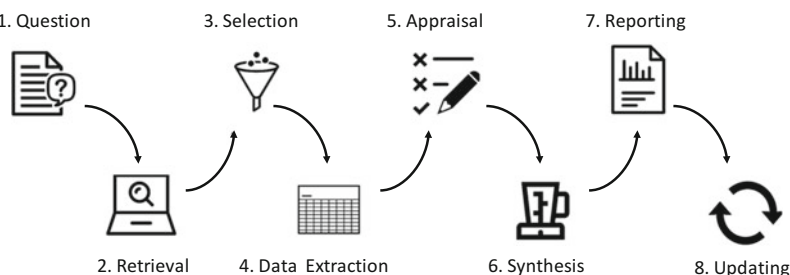 1. Question
3. Selection
5. Appraisal
7. Reporting
2. Retrieval
4. Data Extraction
6. Synthesis
8. Updating